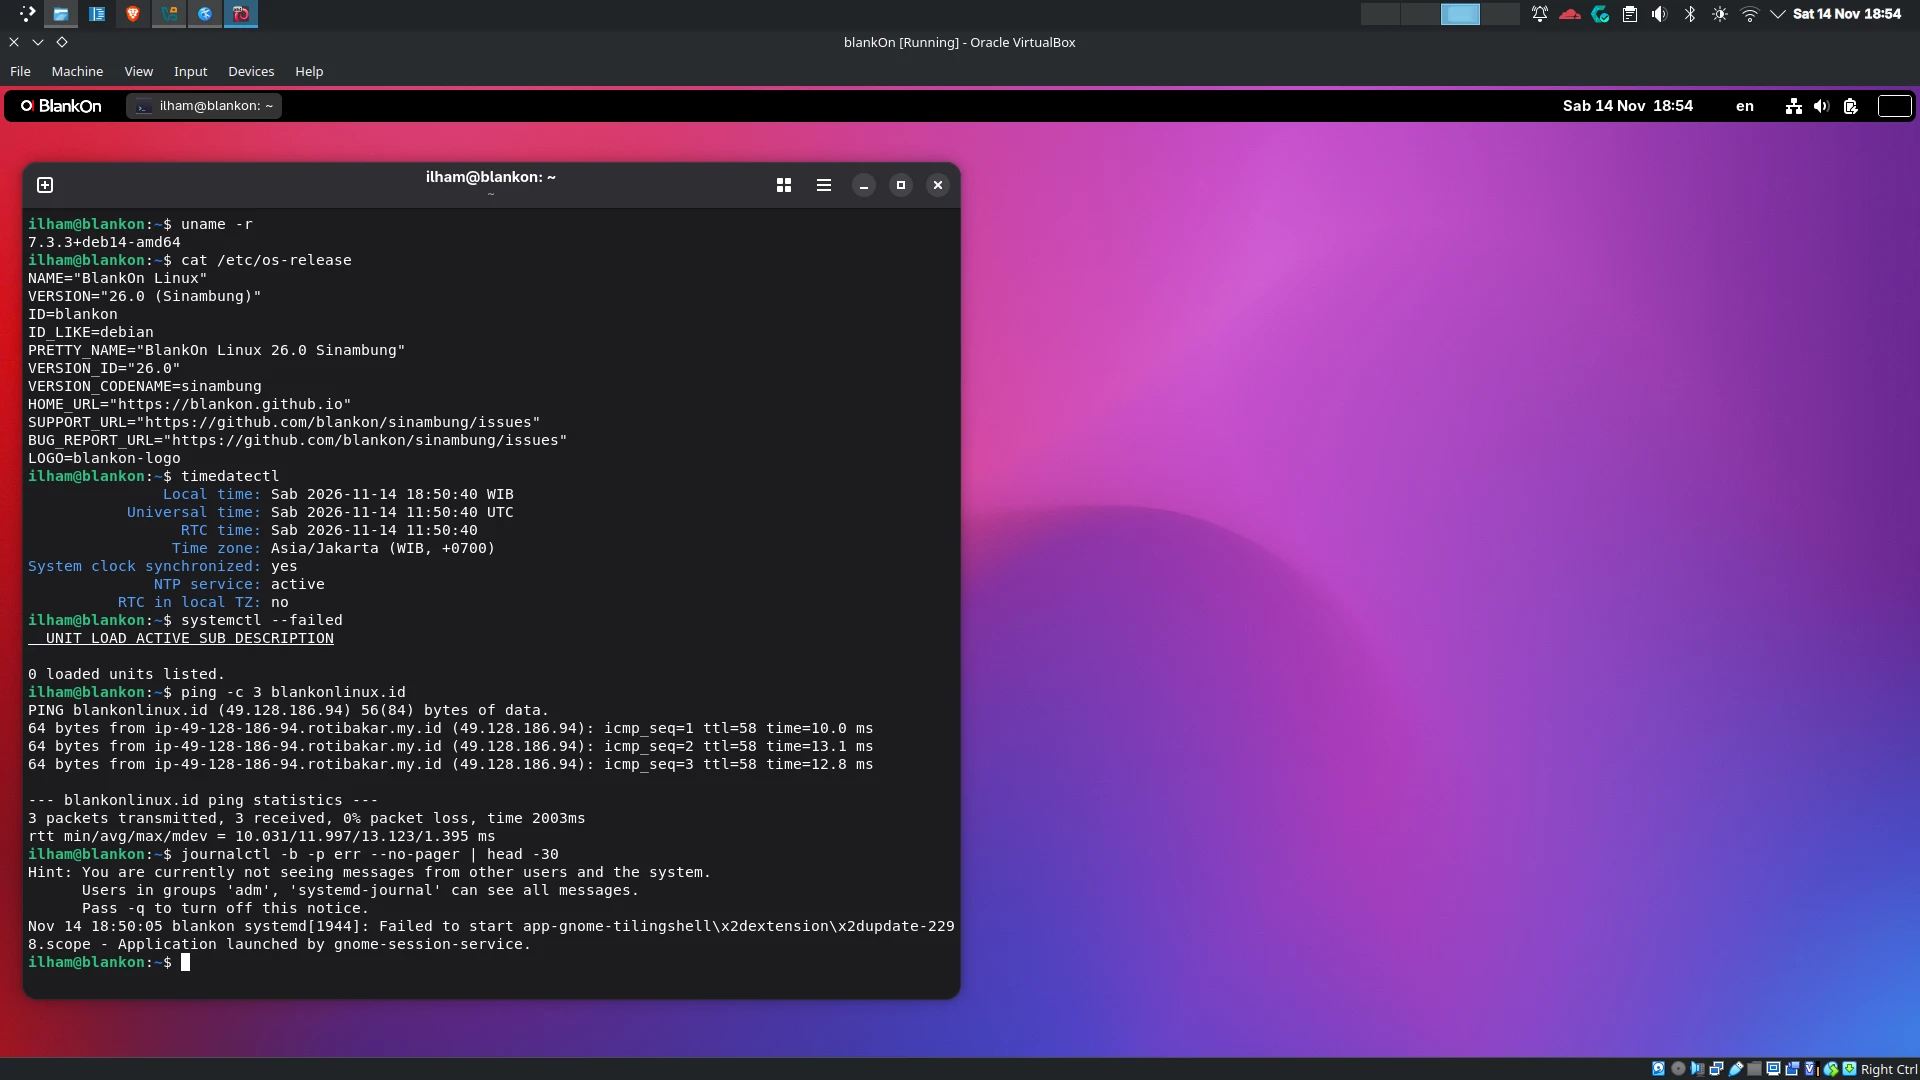 Sat 14 Nov 18:54
blankOn [Running] - Oracle VirtualBox
File Machine View Input Devices Help
BlankOn
ilham@blankon: ~
Sab 14 Nov 18:54
en
ilham@blankon: ~
~
ilham@blankon:~$ uname -r
7.3.3+deb14-amd64
ilham@blankon:~$ cat /etc/os-release
NAME="BlankOn Linux"
VERSION="26.0 (Sinambung)"
ID=blankon
ID_LIKE=debian
PRETTY_NAME="BlankOn Linux 26.0 Sinambung"
VERSION_ID="26.0"
VERSION_CODENAME=sinambung
HOME_URL="https://blankon.github.io"
SUPPORT_URL="https://github.com/blankon/sinambung/issues"
BUG_REPORT_URL="https://github.com/blankon/sinambung/issues"
LOGO=blankon-logo
ilham@blankon:~$ timedatectl
Local time: Sab 2026-11-14 18:50:40 WIB
Universal time: Sab 2026-11-14 11:50:40 UTC
RTC time: Sab 2026-11-14 11:50:40
Time zone: Asia/Jakarta (WIB, +0700)
System clock synchronized: yes
NTP service: active
RTC in local TZ: no
ilham@blankon:~$ systemctl --failed
UNIT LOAD ACTIVE SUB DESCRIPTION
0 loaded units listed.
ilham@blankon:~$ ping -c 3 blankonlinux.id
PING blankonlinux.id (49.128.186.94) 56(84) bytes of data.
64 bytes from ip-49-128-186-94.rotibakar.my.id (49.128.186.94): icmp_seq=1 ttl=58 time=10.0 ms
64 bytes from ip-49-128-186-94.rotibakar.my.id (49.128.186.94): icmp_seq=2 ttl=58 time=13.1 ms
64 bytes from ip-49-128-186-94.rotibakar.my.id (49.128.186.94): icmp_seq=3 ttl=58 time=12.8 ms
--- blankonlinux.id ping statistics ---
3 packets transmitted, 3 received, 0% packet loss, time 2003ms
rtt min/avg/max/mdev = 10.031/11.997/13.123/1.395 ms
ilham@blankon:~$ journalctl -b -p err --no-pager | head -30
Hint: You are currently not seeing messages from other users and the system.
Users in groups 'adm', 'systemd-journal' can see all messages.
Pass -q to turn off this notice.
Nov 14 18:50:05 blankon systemd[1944]: Failed to start app-gnome-tilingshell\x2dextension\x2dupdate-229
8.scope - Application launched by gnome-session-service.
ilham@blankon:~$
Right Ctrl